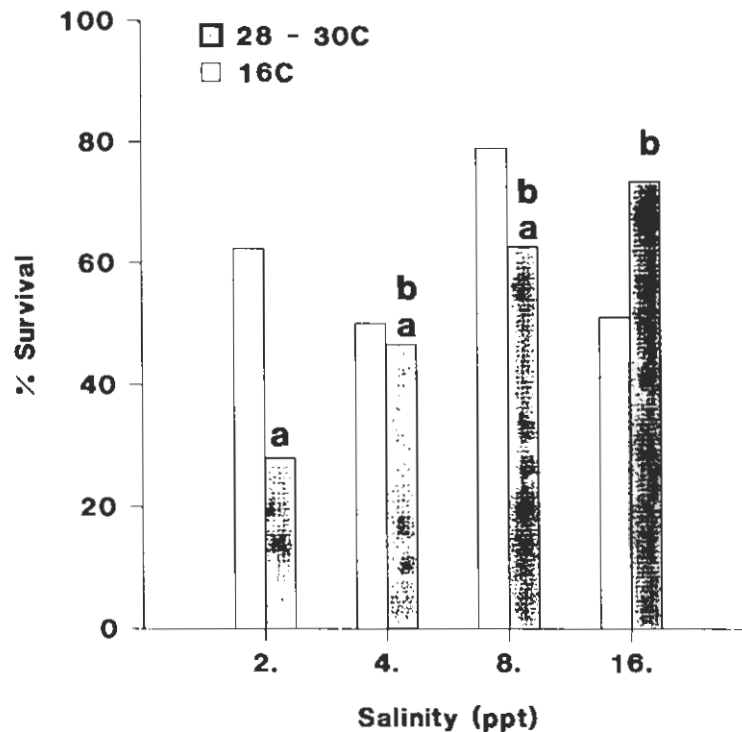 100
80
60
40
20
0
% Survival
28 - 30C
16C
a
b
a
b
a
b
2. 4. 8. 16.
Salinity (ppt)